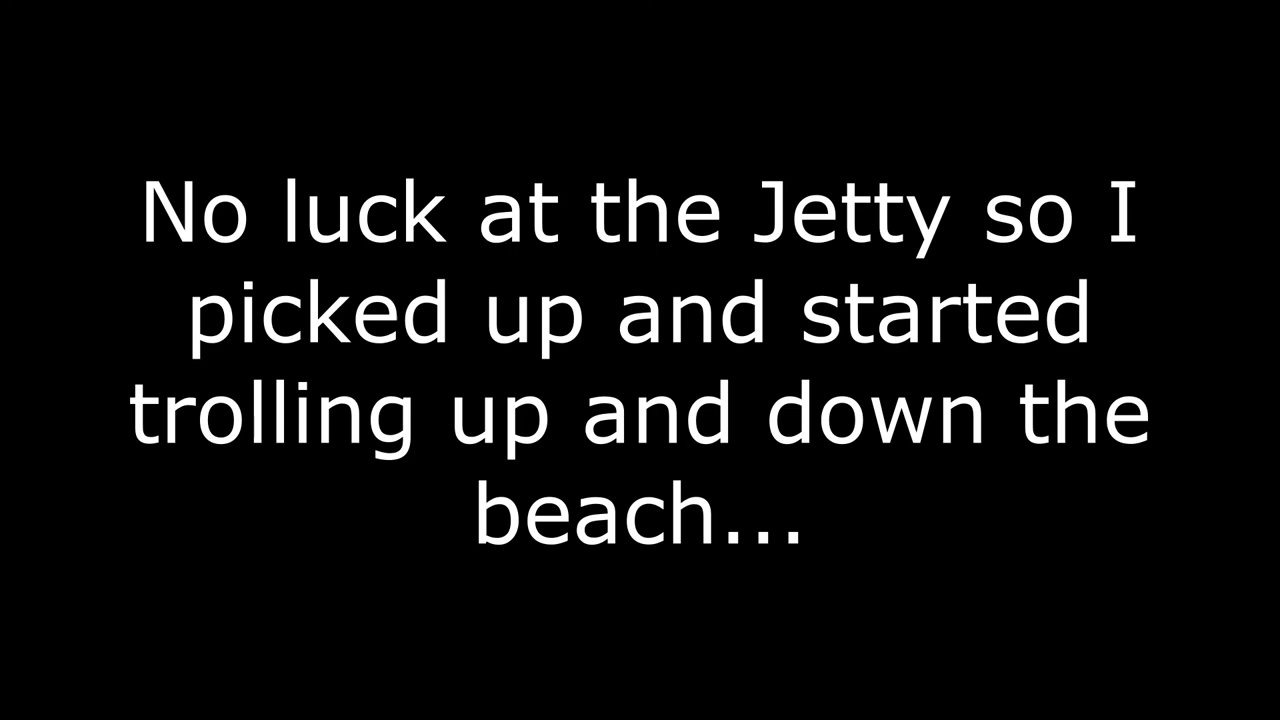 No luck at the Jetty so I
picked up and started
trolling up and down the
beach...